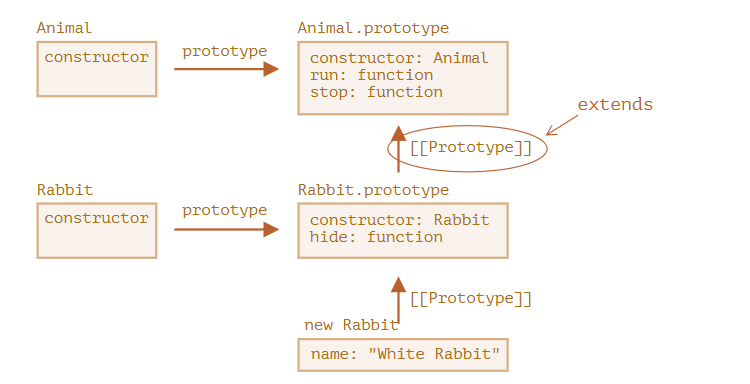 Animal
constructor
prototype
Animal.prototype
constructor: Animal
run: function
stop: function
[[Prototype]]
extends
Rabbit
constructor
prototype
Rabbit.prototype
constructor: Rabbit
hide: function
[[Prototype]]
new Rabbit
name: "White Rabbit"